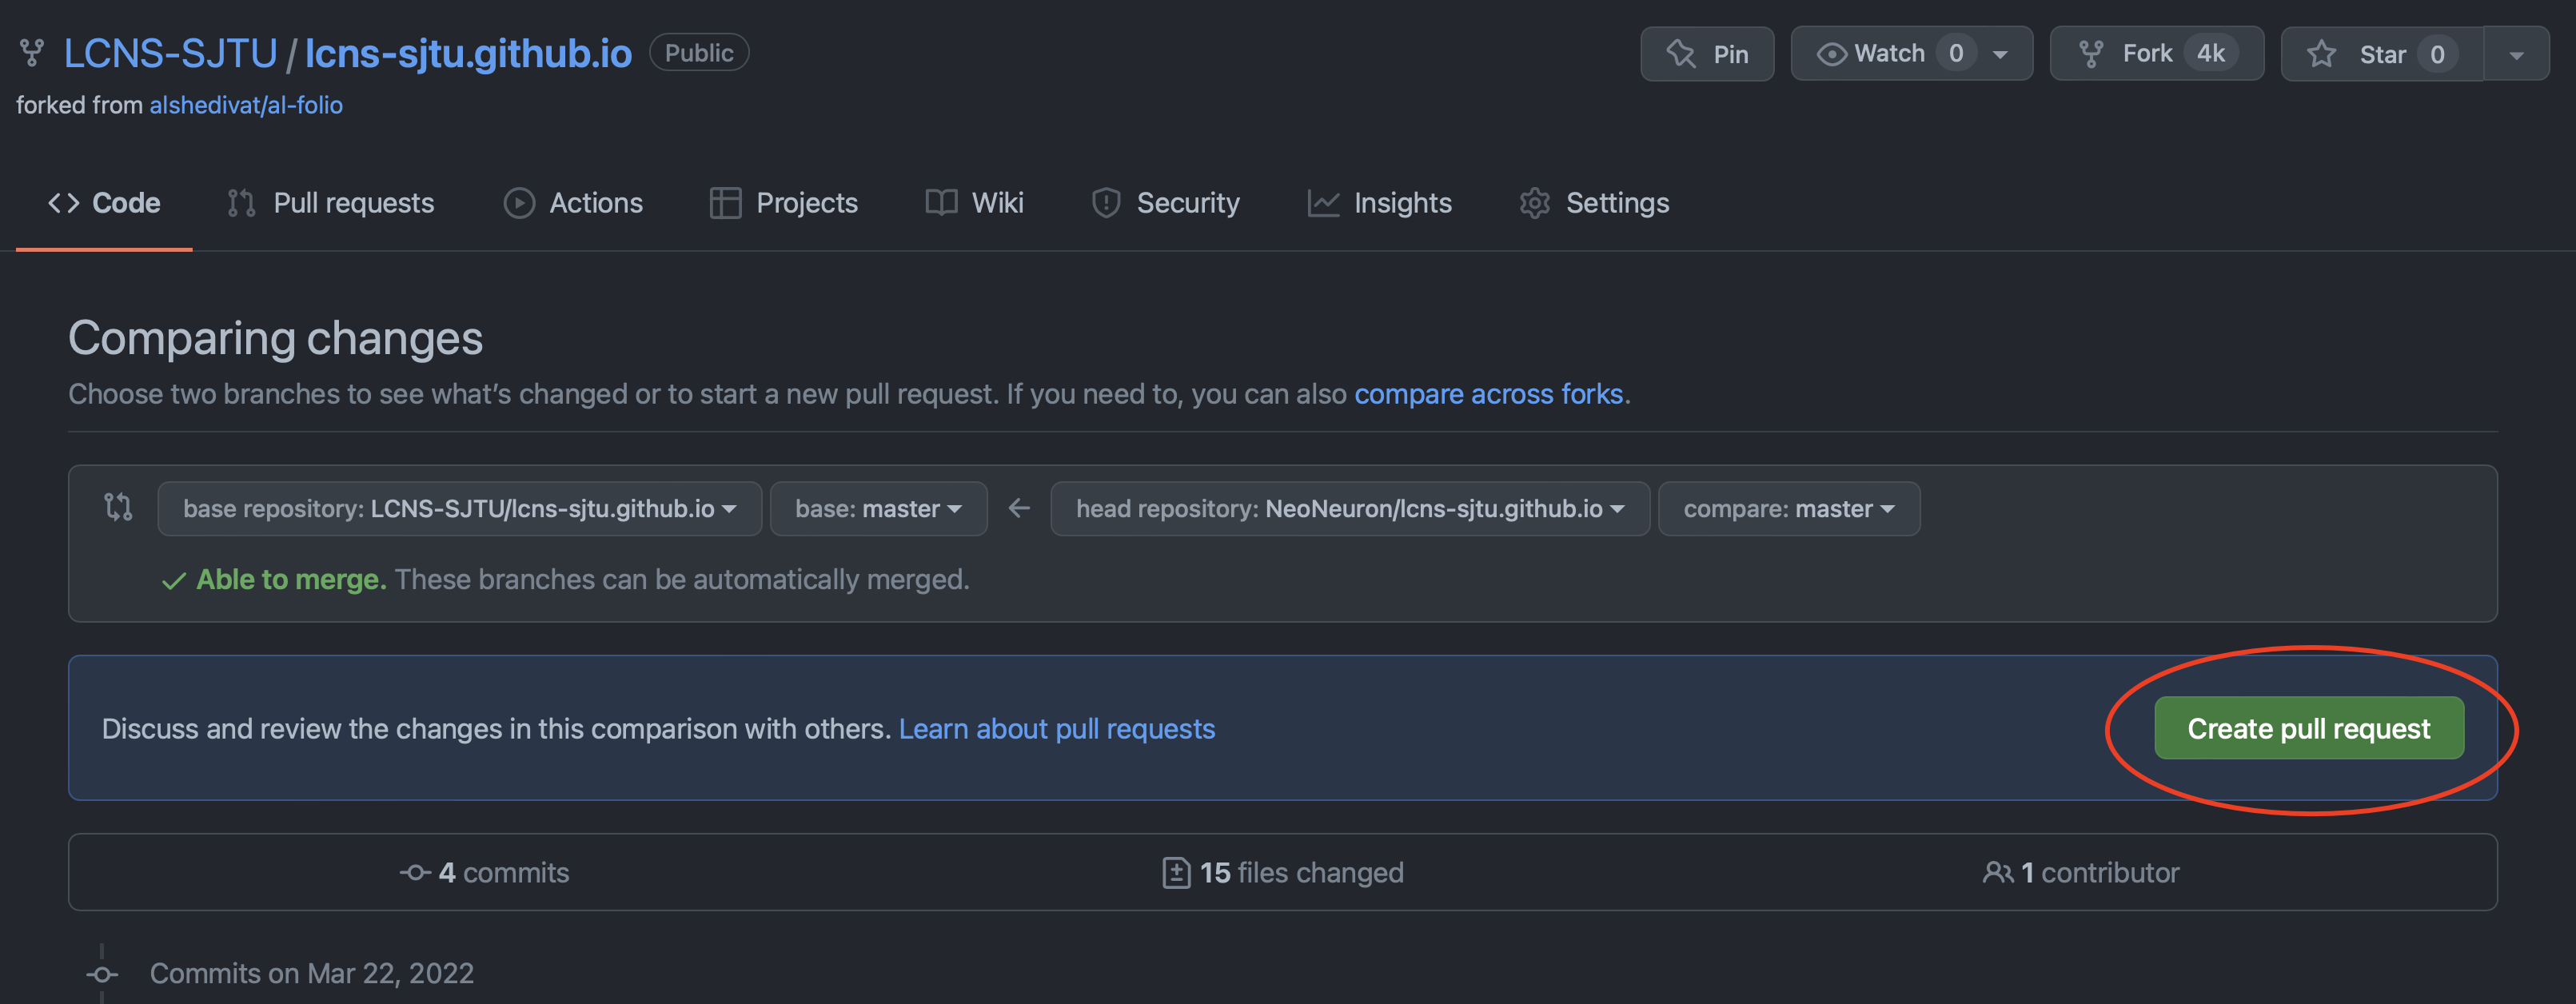 LCNS-SJTU / lcns-sjtu.github.io Public
Pin Watch 0 Fork 4k Star 0
forked from alshedivat/al-folio
Code Pull requests Actions Projects Wiki Security Insights Settings
Comparing changes
Choose two branches to see what’s changed or to start a new pull request. If you need to, you can also compare across forks.
base repository: LCNS-SJTU/lcns-sjtu.github.io base: master ← head repository: NeoNeuron/lcns-sjtu.github.io compare: master
Able to merge. These branches can be automatically merged.
Discuss and review the changes in this comparison with others. Learn about pull requests
Create pull request
4 commits 15 files changed 1 contributor
Commits on Mar 22, 2022